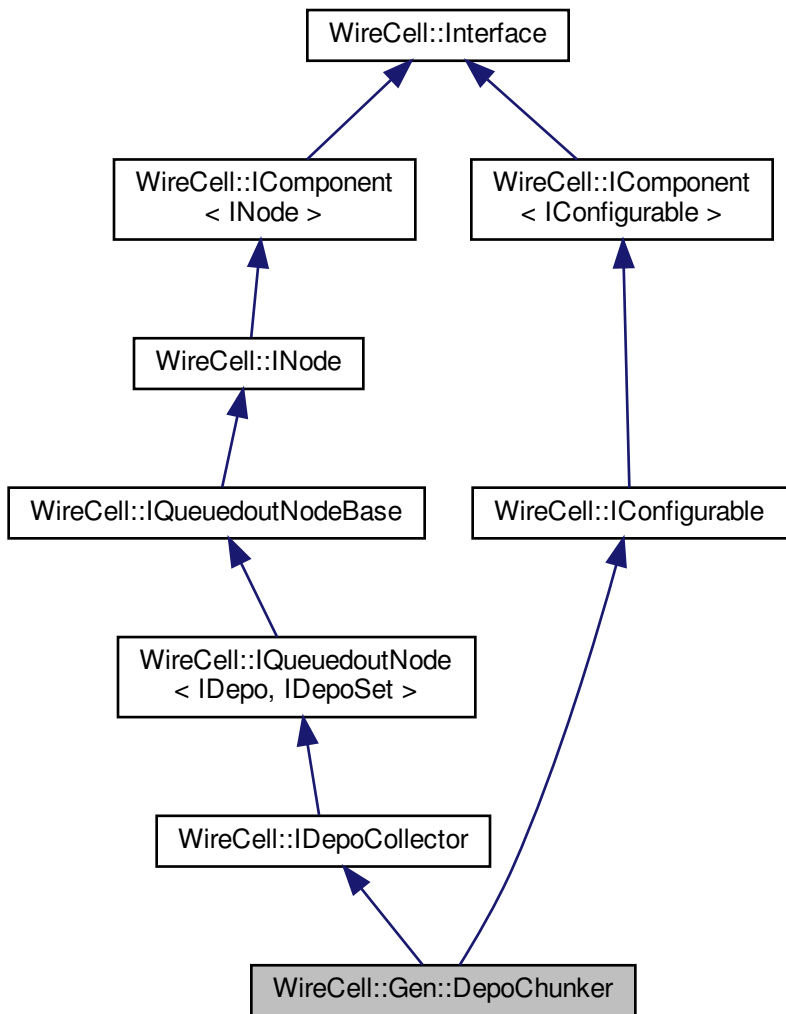 WireCell::Interface
WireCell::IComponent
< INode >
WireCell::IComponent
< IConfigurable >
WireCell::INode
WireCell::IQueuedoutNodeBase
WireCell::IConfigurable
WireCell::IQueuedoutNode
< IDepo, IDepoSet >
WireCell::IDepoCollector
WireCell::Gen::DepoChunker